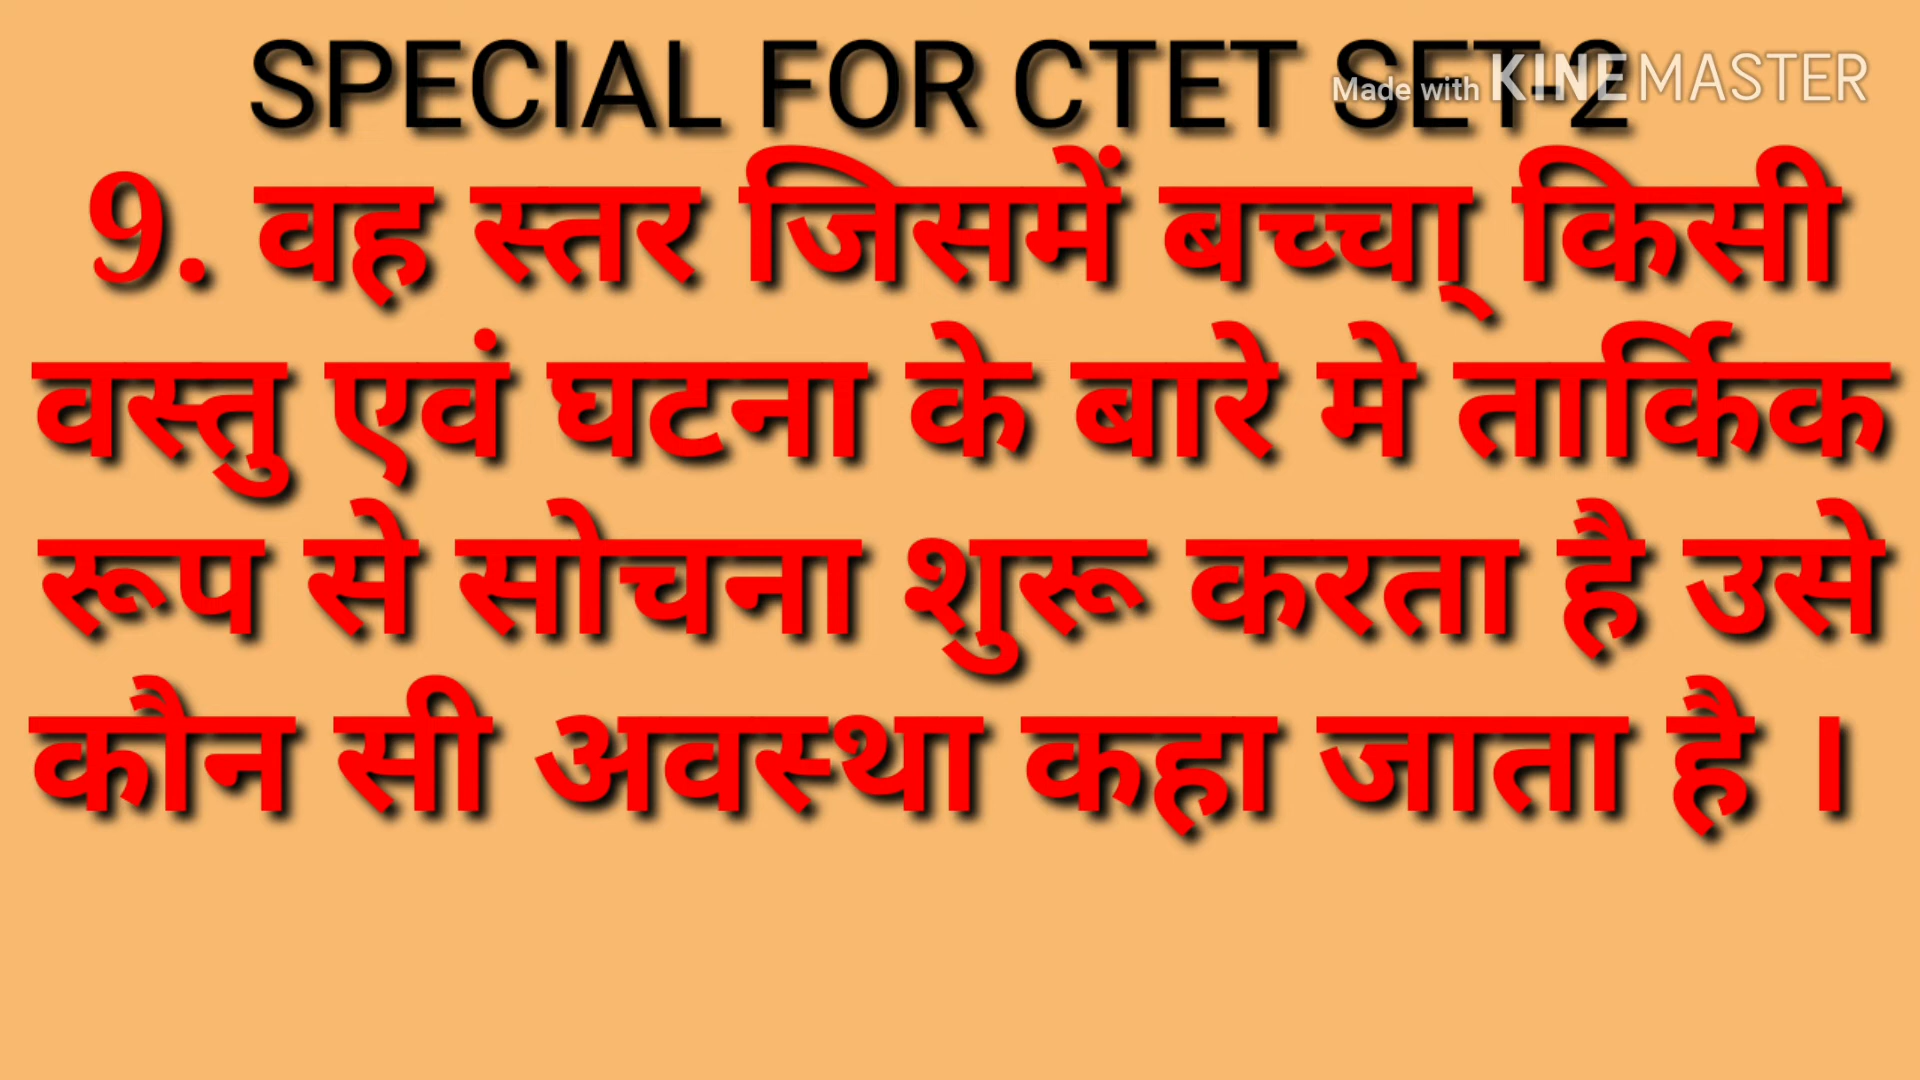 SPECIAL FOR CTET SET-2
Made with KINEMASTER
9. वह स्तर जिसमें बच्चा् किसी
वस्तु एवं घटना के बारे मे तार्किक
रूप से सोचना शुरू करता है उसे
कौन सी अवस्था कहा जाता है ।